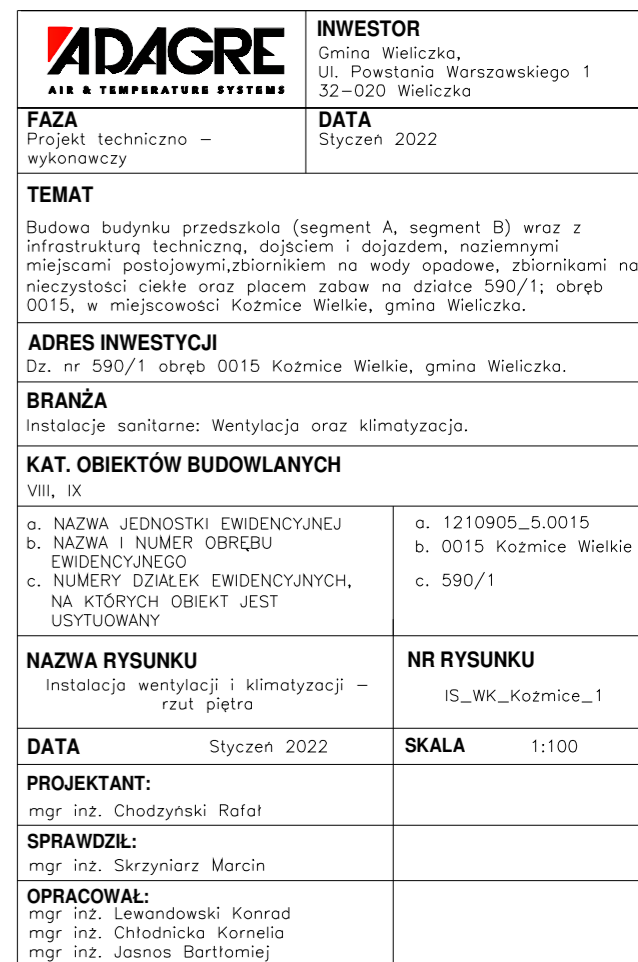 ADAGRE
AIR & TEMPERATURE SYSTEMS
INWESTOR
Gmina Wieliczka,
Ul. Powstania Warszawskiego 1
32-020 Wieliczka
FAZA
Projekt techniczno –
wykonawczy
DATA
Styczeń 2022
TEMAT
Budowa budynku przedszkola (segment A, segment B) wraz z
infrastrukturą techniczną, dojściem i dojazdem, naziemnymi
miejscami postojowymi,zbiornikiem na wody opadowe, zbiornikami na
nieczystości ciekłe oraz placem zabaw na działce 590/1; obręb
0015, w miejscowości Koźmice Wielkie, gmina Wieliczka.
ADRES INWESTYCJI
Dz. nr 590/1 obręb 0015 Koźmice Wielkie, gmina Wieliczka.
BRANŻA
Instalacje sanitarne: Wentylacja oraz klimatyzacja.
KAT. OBIEKTÓW BUDOWLANYCH
VIII, IX
a. NAZWA JEDNOSTKI EWIDENCYJNEJ
b. NAZWA I NUMER OBRĘBU
EWIDENCYJNEGO
c. NUMERY DZIAŁEK EWIDENCYJNYCH,
NA KTÓRYCH OBIEKT JEST
USYTUOWANY
a. 1210905_5.0015
b. 0015 Koźmice Wielkie
c. 590/1
NAZWA RYSUNKU
Instalacja wentylacji i klimatyzacji –
rzut piętra
NR RYSUNKU
IS_WK_Koźmice_1
DATA Styczeń 2022
SKALA 1:100
PROJEKTANT:
mgr inż. Chodzyński Rafał
SPRAWDZIŁ:
mgr inż. Skrzyniarz Marcin
OPRACOWAŁ:
mgr inż. Lewandowski Konrad
mgr inż. Chłodnicka Kornelia
mgr inż. Jasnos Bartłomiej